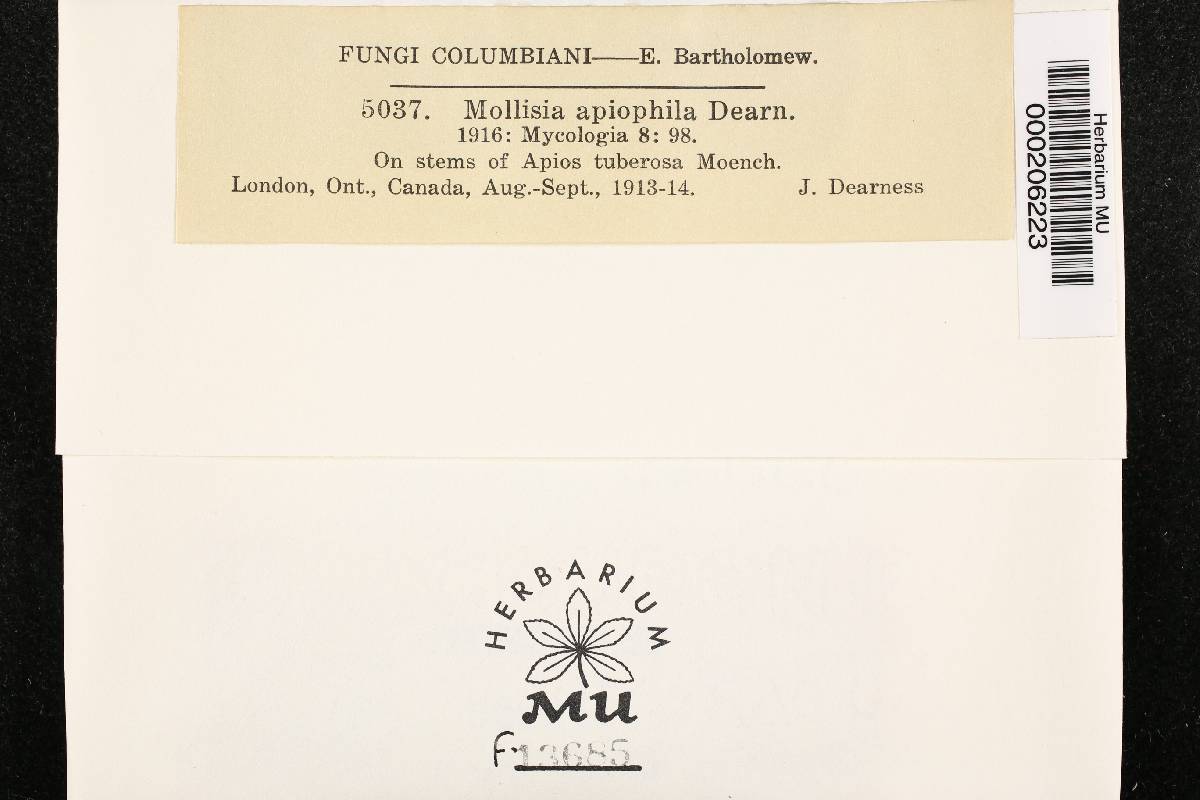 FUNGI COLUMBIANI——E. Bartholomew.
5037. Mollisia apiophila Dearn.
1916: Mycologia 8: 98.
On stems of Apios tuberosa Moench.
London, Ont., Canada, Aug.-Sept., 1913-14. J. Dearness
Herbarium MU
000206223
HERBARIUM
MU
F. 13685